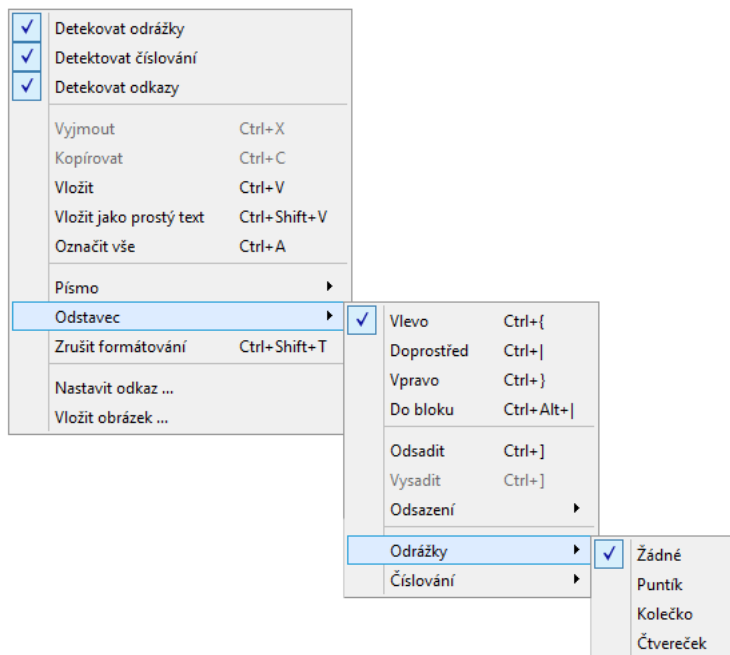 Detekovat odrážky
Detektovat číslování
Detekovat odkazy
Vyjmout Ctrl+X
Kopírovat Ctrl+C
Vložit Ctrl+V
Vložit jako prostý text Ctrl+Shift+V
Označit vše Ctrl+A
Písmo
Odstavec
Zrušit formátování Ctrl+Shift+T
Nastavit odkaz ...
Vložit obrázek ...
Vlevo Ctrl+{
Doprostřed Ctrl+|
Vpravo Ctrl+}
Do bloku Ctrl+Alt+|
Odsadit Ctrl+]
Vysadit Ctrl+]
Odsazení
Odrážky
Číslování
Žádné
Puntík
Kolečko
Čtvereček